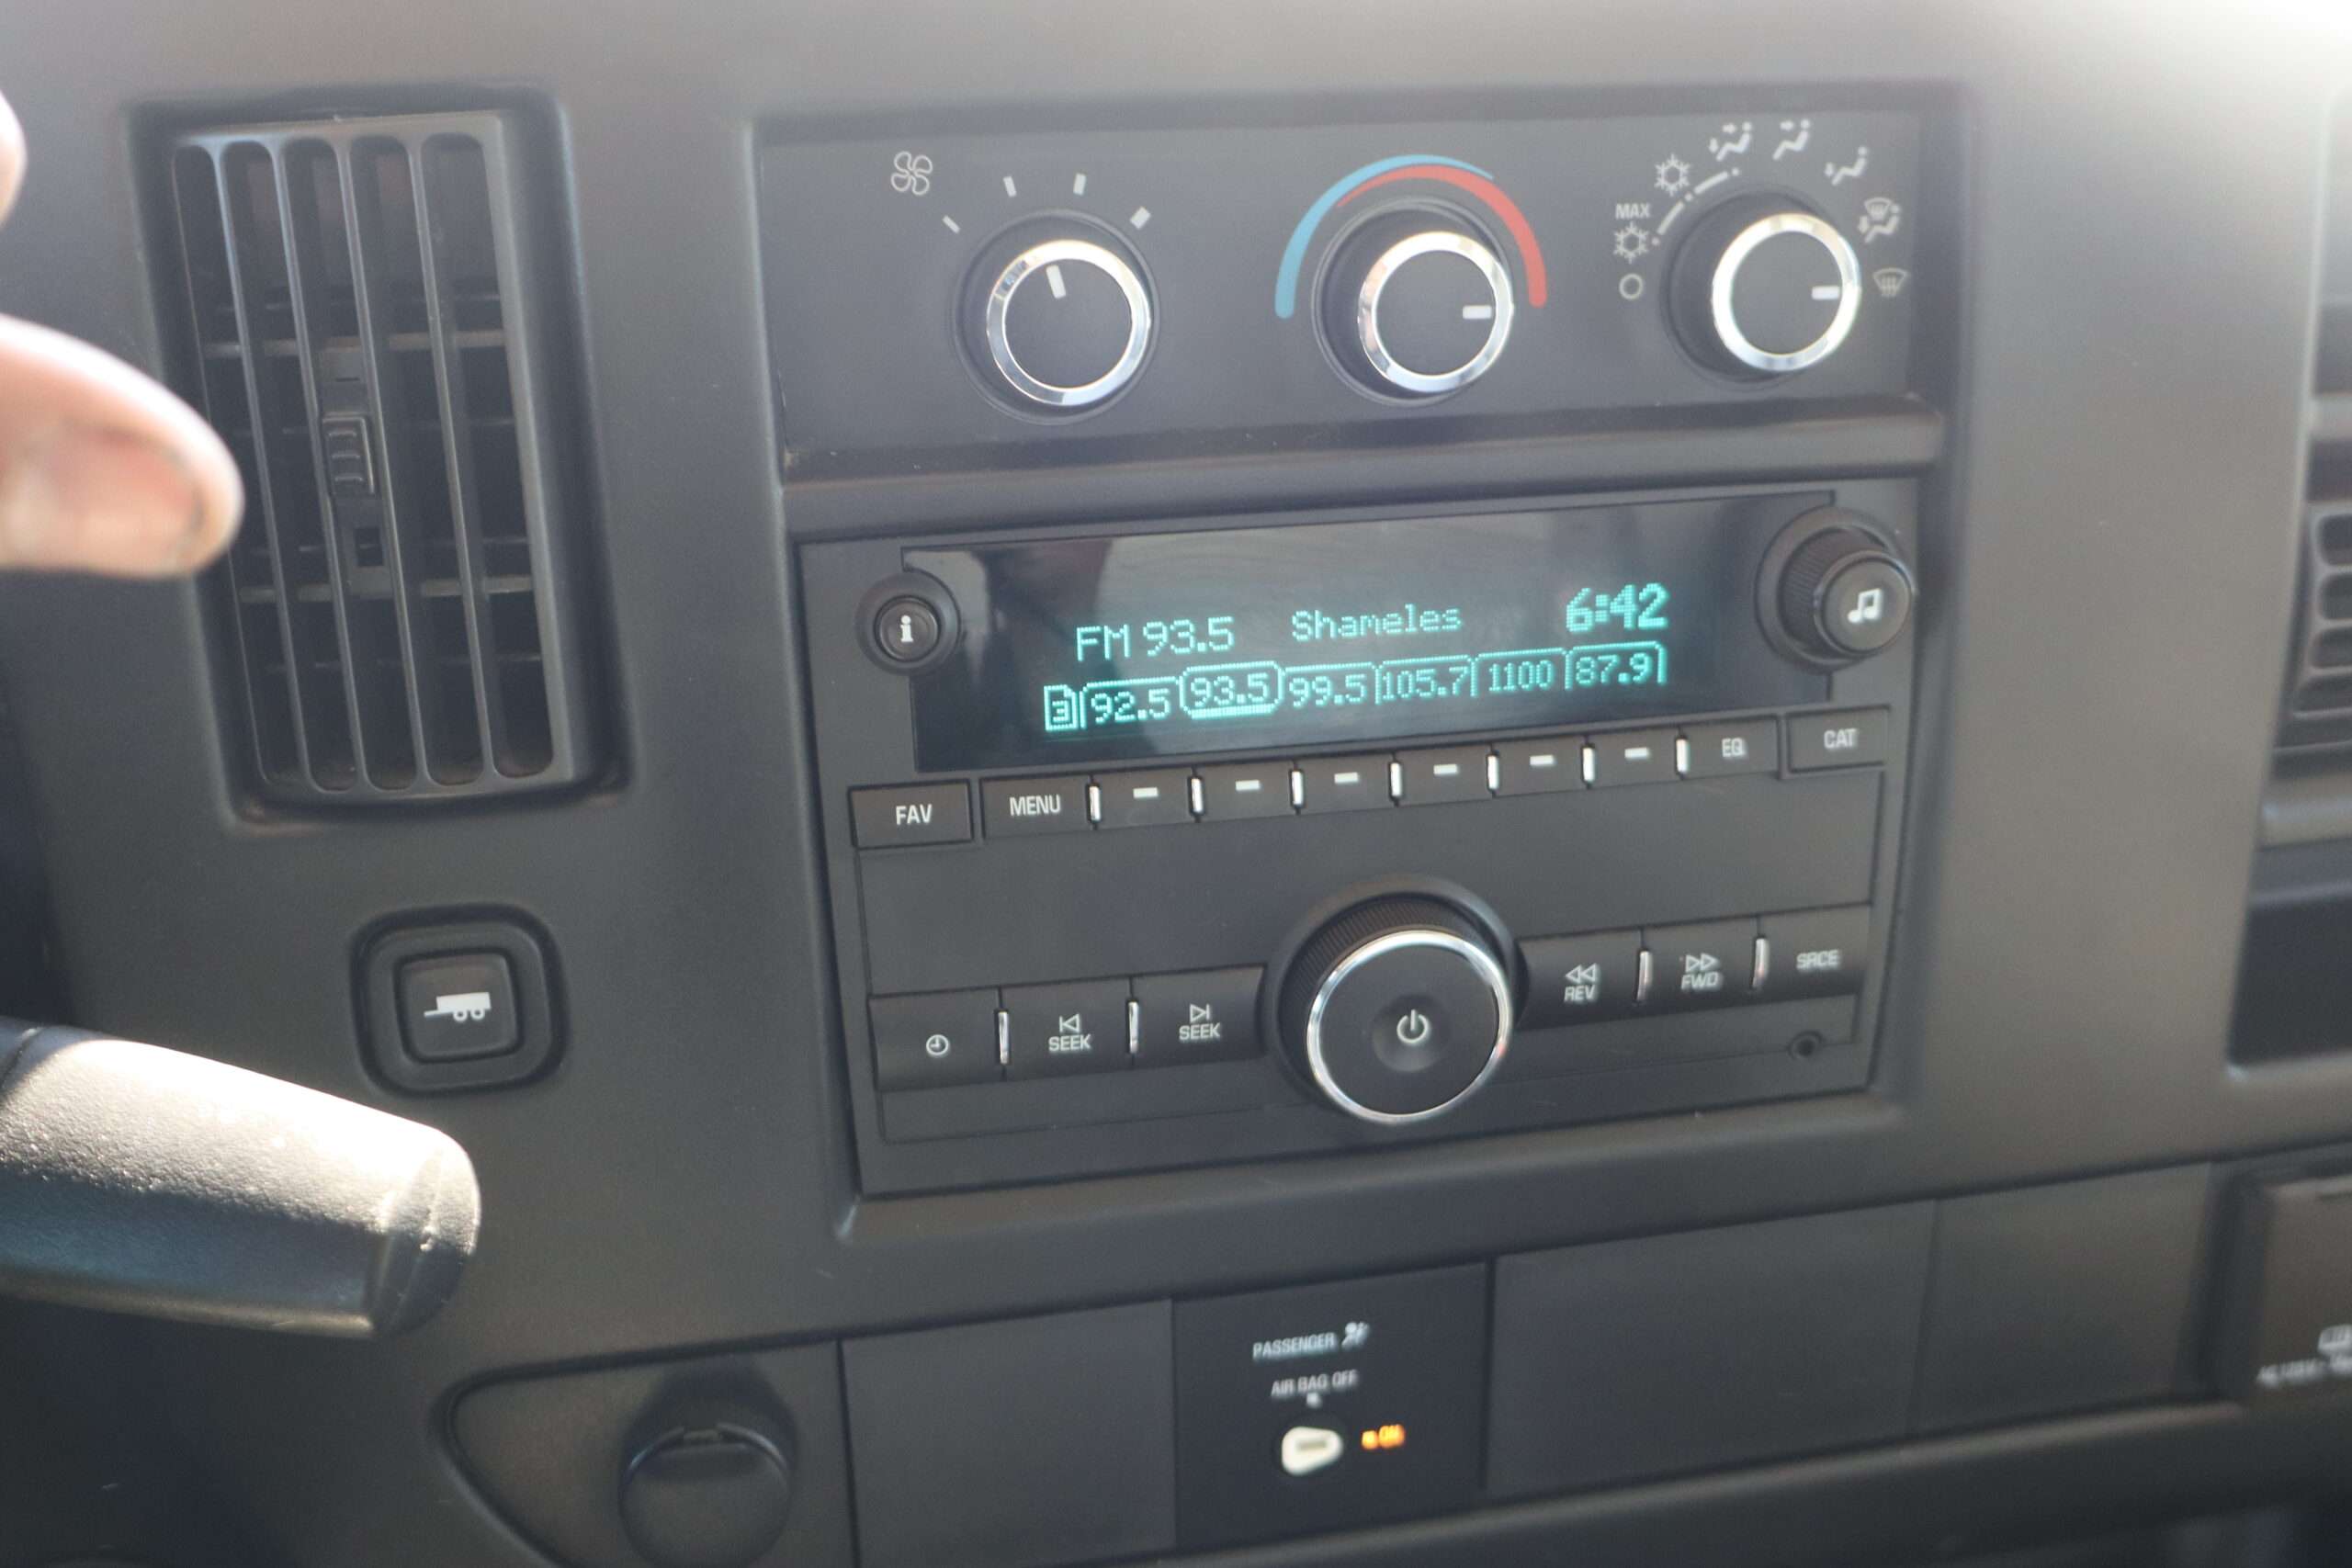 MAX
FM 93.5 Shameles 6:42
3 92.5 93.5 99.5 105.7 1100 87.9
FAV MENU EQ CAT
SEEK SEEK REV FWD SRCE
PASSENGER
AIR BAG OFF
ON